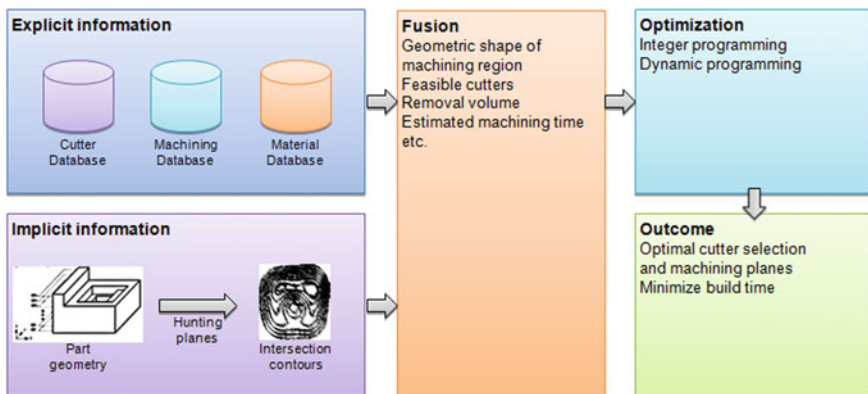 Explicit information
Cutter
Database
Machining
Database
Material
Database
Implicit information
Part
geometry
Hunting
planes
Intersection
contours
Fusion
Geometric shape of
machining region
Feasible cutters
Removal volume
Estimated machining time
etc.
Optimization
Integer programming
Dynamic programming
Outcome
Optimal cutter selection
and machining planes
Minimize build time